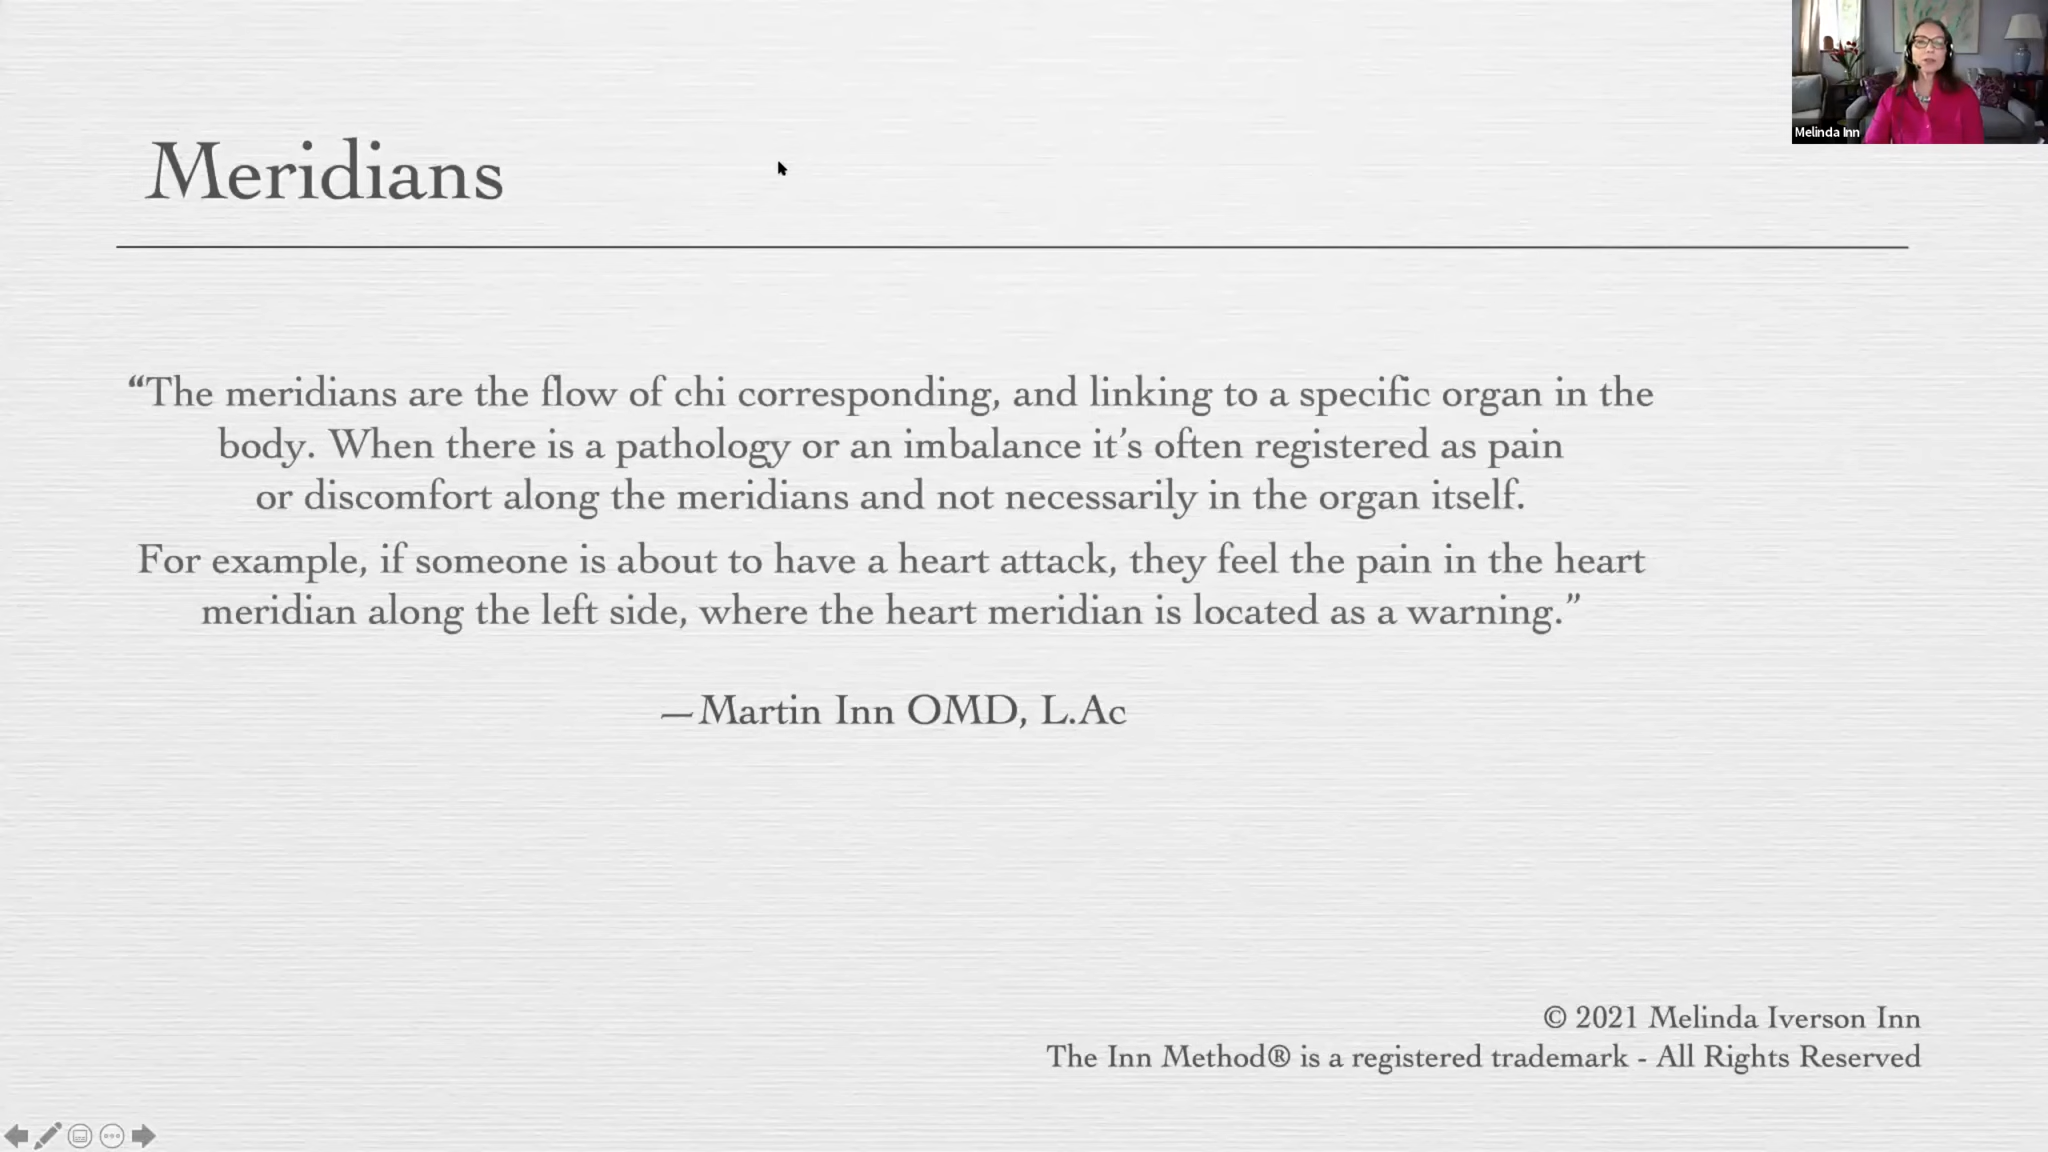 Melinda Inn
Meridians
“The meridians are the flow of chi corresponding, and linking to a specific organ in the
body. When there is a pathology or an imbalance it’s often registered as pain
or discomfort along the meridians and not necessarily in the organ itself.
For example, if someone is about to have a heart attack, they feel the pain in the heart
meridian along the left side, where the heart meridian is located as a warning.”
—Martin Inn OMD, L.Ac
© 2021 Melinda Iverson Inn
The Inn Method® is a registered trademark - All Rights Reserved